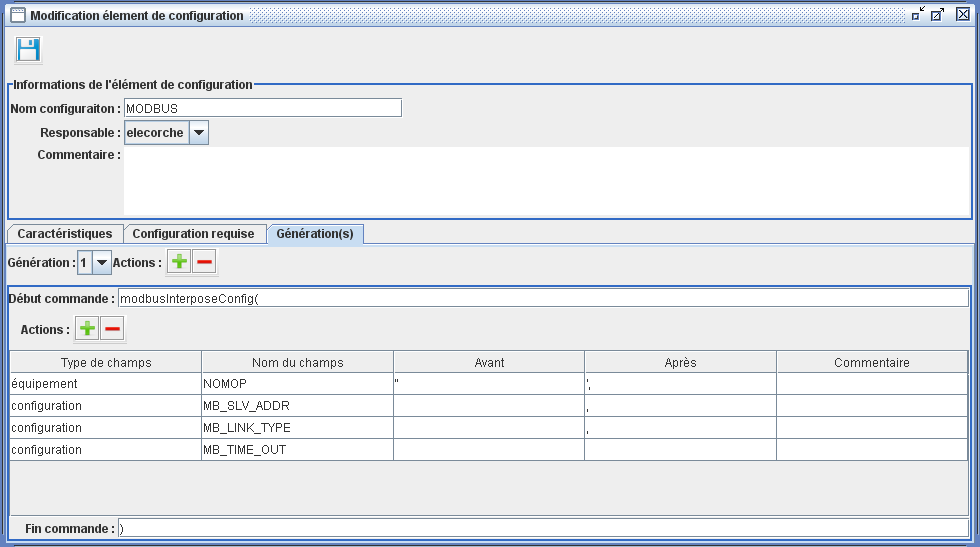 Modification élement de configuration
Informations de l'élément de configuration
Nom configuraiton : MODBUS
Responsable : elecorche
Commentaire :
Caractéristiques Configuration requise Génération(s)
Génération : 1 Actions :
Début commande : modbusInterposeConfig(
Actions :
Type de champs Nom du champs Avant Après Commentaire
équipement NOMOP " ',
configuration MB_SLV_ADDR ,
configuration MB_LINK_TYPE ,
configuration MB_TIME_OUT
Fin commande : )